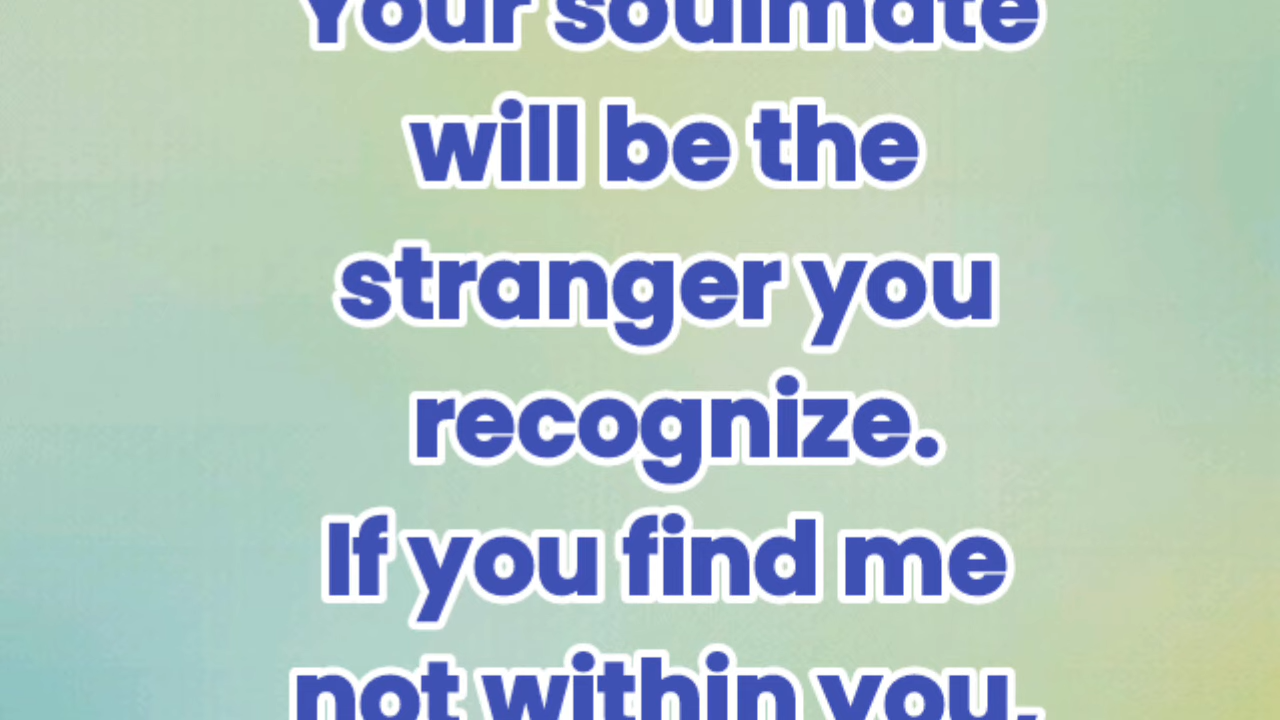 Your soulmate
will be the
stranger you
recognize.
If you find me
not within you,